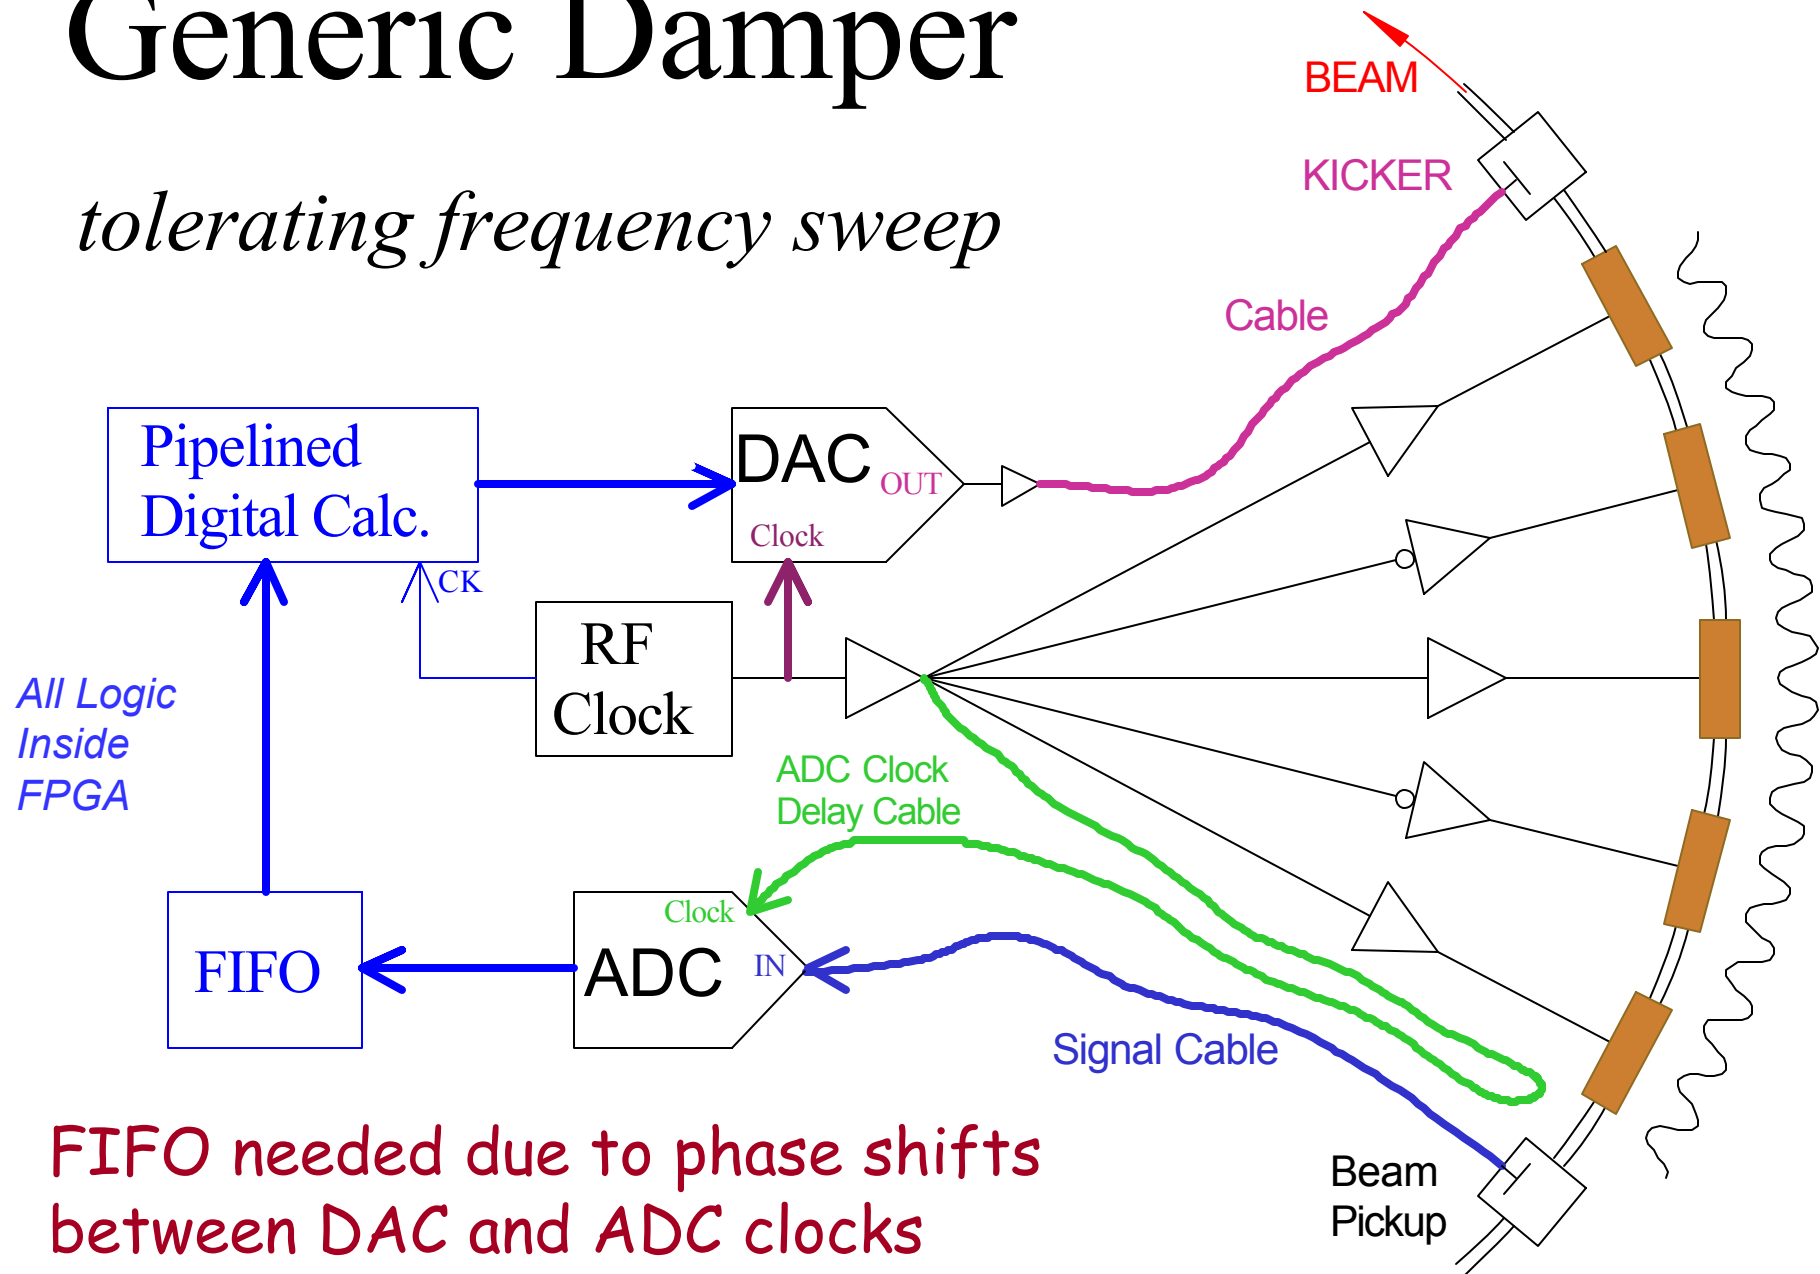 Generic Damper
tolerating frequency sweep
BEAM
KICKER
Cable
Pipelined
Digital Calc.
DAC
OUT
Clock
CK
RF
Clock
All Logic
Inside
FPGA
ADC Clock
Delay Cable
Clock
FIFO
ADC
IN
Signal Cable
Beam
Pickup
FIFO needed due to phase shifts
between DAC and ADC clocks